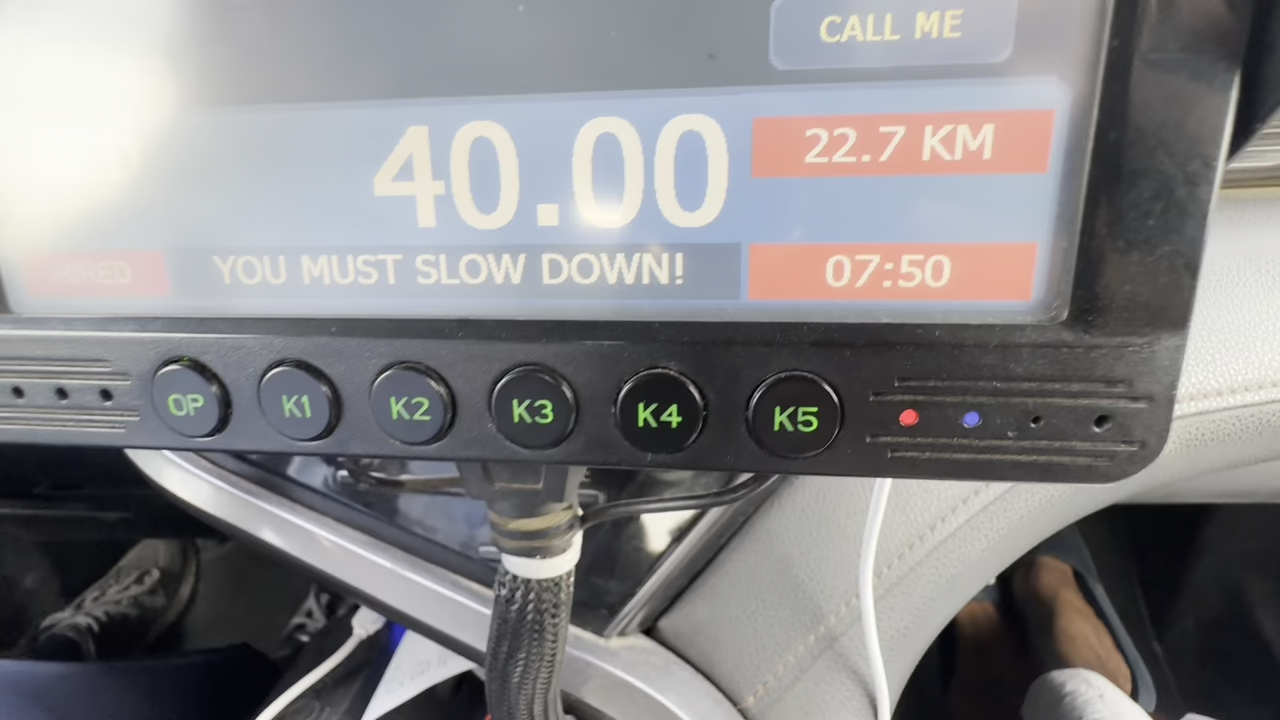 CALL ME
40.00
22.7 KM
HIRED
YOU MUST SLOW DOWN!
07:50
OP
K1
K2
K3
K4
K5